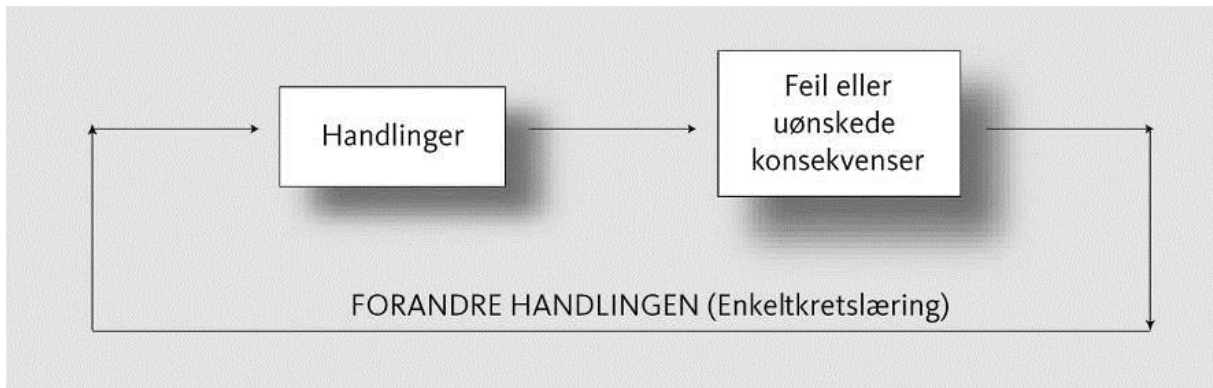 Handlinger
Feil eller
uønskede
konsekvenser
FORANDRE HANDLINGEN (Enkeltkretslæring)